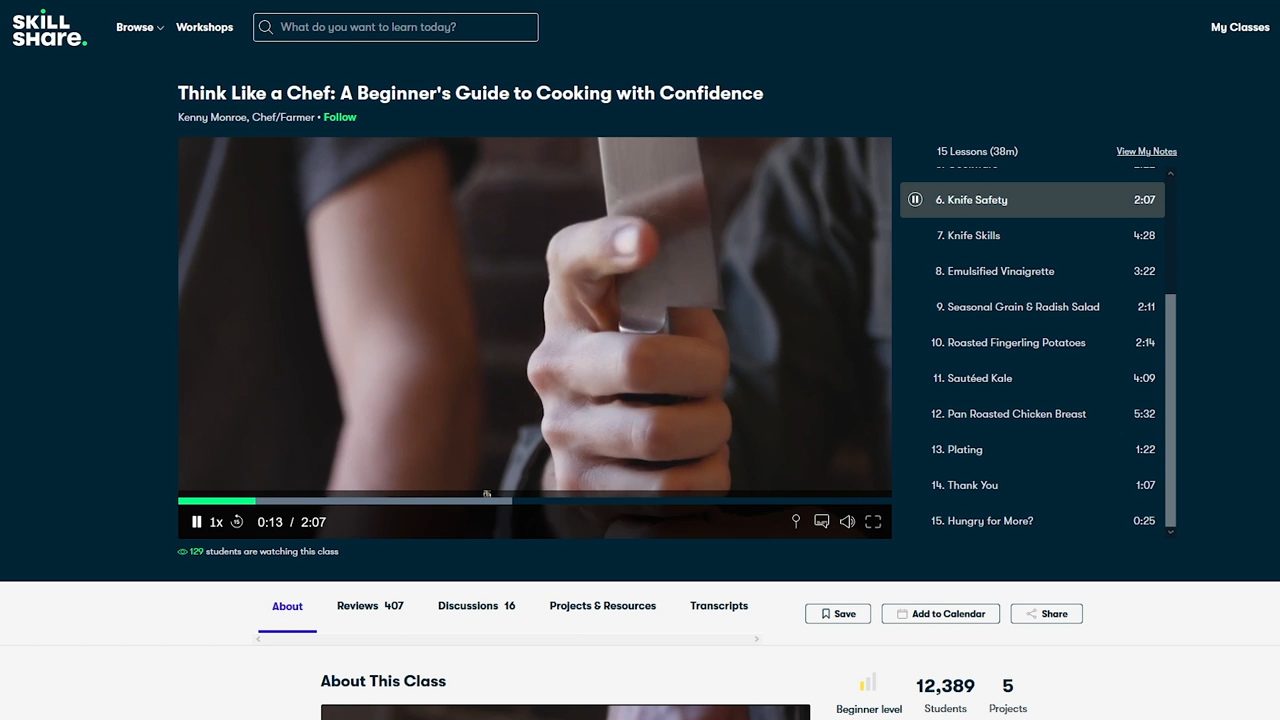 SKiLL
SHare.
Browse
Workshops
What do you want to learn today?
My Classes
Think Like a Chef: A Beginner's Guide to Cooking with Confidence
Kenny Monroe, Chef/Farmer • Follow
15 Lessons (38m)
View My Notes
6. Knife Safety 2:07
7. Knife Skills 4:28
8. Emulsified Vinaigrette 3:22
9. Seasonal Grain & Radish Salad 2:11
10. Roasted Fingerling Potatoes 2:14
11. Sautéed Kale 4:09
12. Pan Roasted Chicken Breast 5:32
13. Plating 1:22
14. Thank You 1:07
15. Hungry for More? 0:25
1x 15 0:13 / 2:07
129 students are watching this class
About
Reviews 407
Discussions 16
Projects & Resources
Transcripts
Save
Add to Calendar
Share
About This Class
Beginner level
12,389
Students
5
Projects